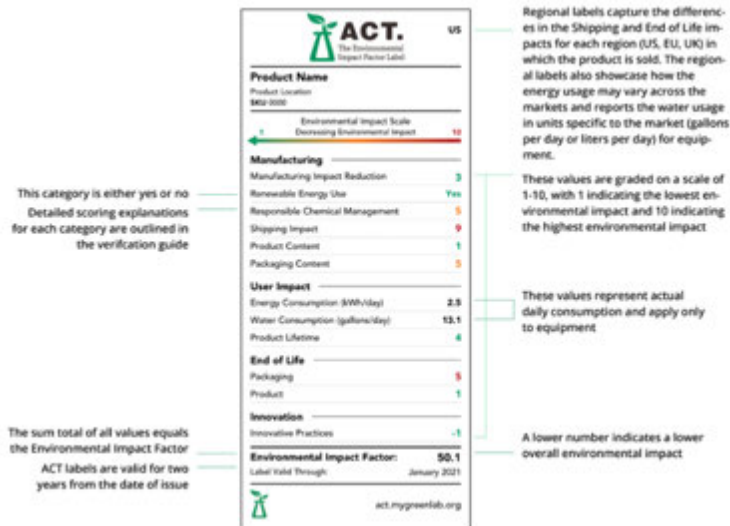 ACT.
US
The Environmental
Impact Factor Label
Product Name
Product Location
SKU 0000
Environmental Impact Scale
Decreasing Environmental Impact
1
10
Manufacturing
Manufacturing Impact Reduction 3
Renewable Energy Use Yes
Responsible Chemical Management 5
Shipping Impact 9
Product Content 1
Packaging Content 5
User Impact
Energy Consumption (kWh/day) 2.5
Water Consumption (gallons/day) 13.1
Product Lifetime 4
End of Life
Packaging 5
Product 1
Innovation
Innovative Practices -1
Environmental Impact Factor: 50.1
Label Valid Through: January 2021
act.mygreenlab.org
This category is either yes or no
Detailed scoring explanations
for each category are outlined in
the verifcation guide
The sum total of all values equals
the Environmental Impact Factor
ACT labels are valid for two
years from the date of issue
Regional labels capture the differenc-
es in the Shipping and End of Life im-
pacts for each region (US, EU, UK) in
which the product is sold. The region-
al labels also showcase how the
energy usage may vary across the
markets and reports the water usage
in units specific to the market (gallons
per day or liters per day) for equip-
ment.
These values are graded on a scale of
1-10, with 1 indicating the lowest en-
vironmental impact and 10 indicating
the highest environmental impact
These values represent actual
daily consumption and apply only
to equipment
A lower number indicates a lower
overall environmental impact